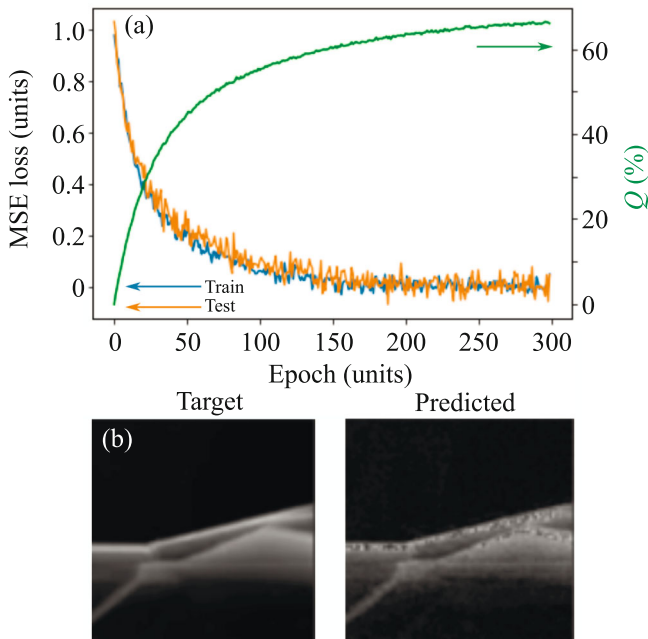 (a)
MSE loss (units)
1.0
0.8
0.6
0.4
0.2
0
60
40
20
0
Q (%)
Train
Test
0 50 100 150 200 250 300
Epoch (units)
Target Predicted
(b)